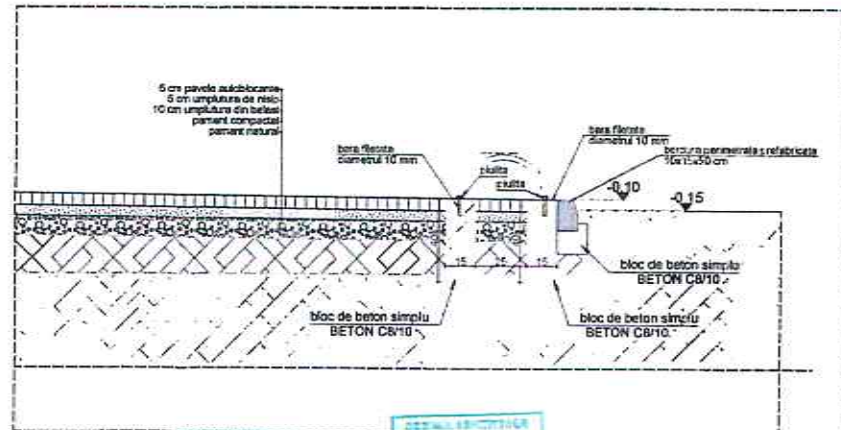 6 cm pavele autoblocante
5 cm umplutura de nisip
10 cm umplutura din balast
pamant compactat
pamant natural
bara filetata
diametrul 10 mm
piulita
piulita
bara filetata
diametrul 10 mm
bordura perimetrala prefabricata
10x15x50 cm
-0,10
-0,15
15
25
15
bloc de beton simplu
BETON C8/10
bloc de beton simplu
BETON C8/10
bloc de beton simplu
BETON C8/10